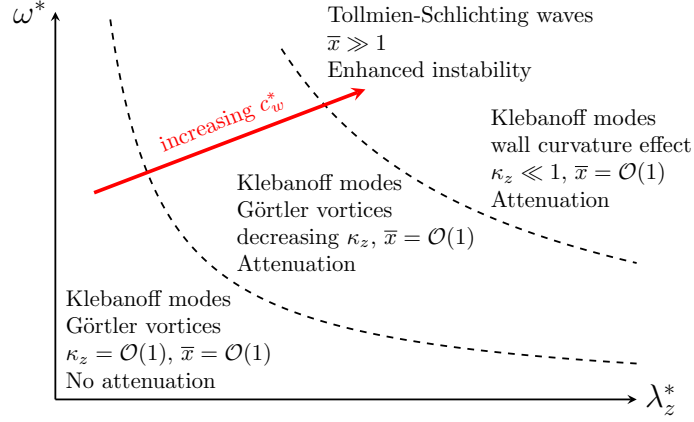 ω*
Tollmien-Schlichting waves
x̅ ≫ 1
Enhanced instability
increasing c*_w
Klebanoff modes
wall curvature effect
κ_z ≪ 1, x̅ = 𝒪(1)
Attenuation
Klebanoff modes
Görtler vortices
decreasing κ_z, x̅ = 𝒪(1)
Attenuation
Klebanoff modes
Görtler vortices
κ_z = 𝒪(1), x̅ = 𝒪(1)
No attenuation
λ*_z